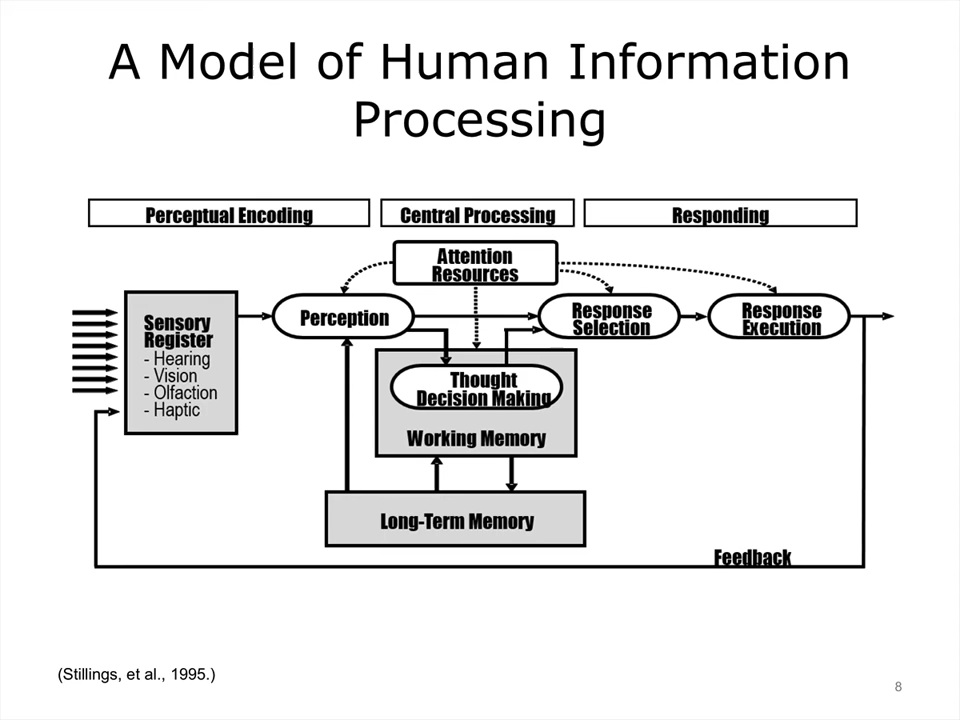 A Model of Human Information
Processing
Perceptual Encoding
Central Processing
Responding
Attention
Resources
Sensory
Register
- Hearing
- Vision
- Olfaction
- Haptic
Perception
Response
Selection
Response
Execution
Thought
Decision Making
Working Memory
Long-Term Memory
Feedback
(Stillings, et al., 1995.)
8